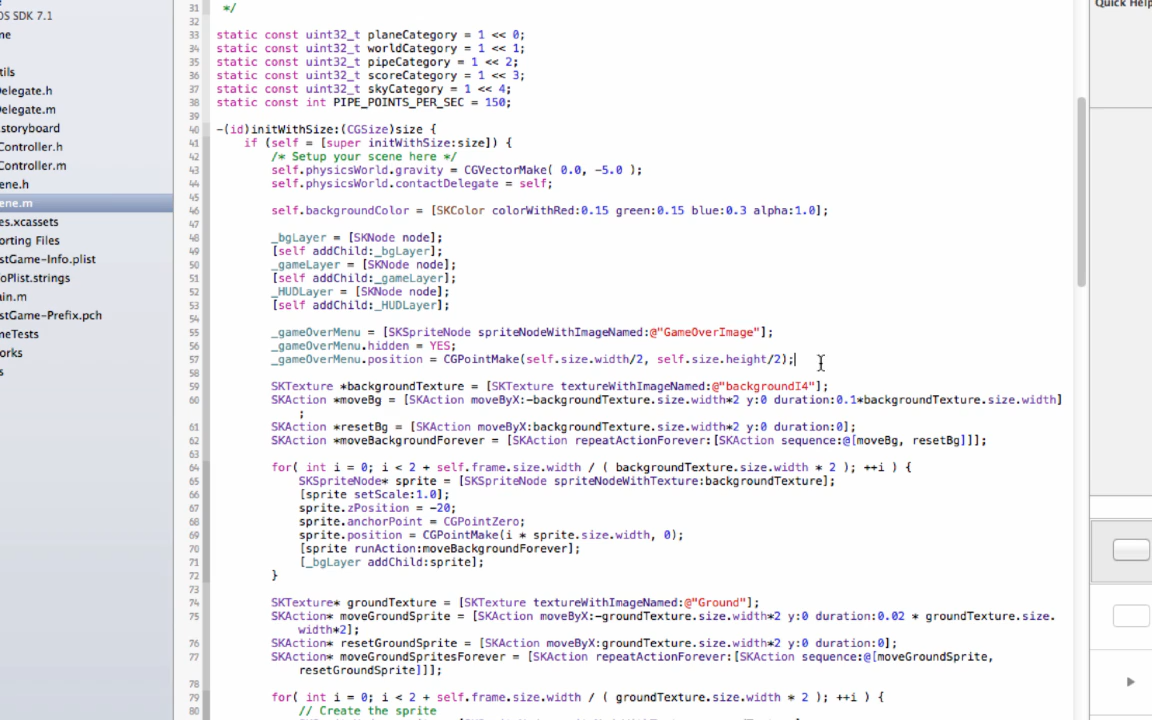 Quick Help
OS SDK 7.1
ne
tils
Delegate.h
Delegate.m
storyboard
Controller.h
Controller.m
ene.h
ene.m
es.xcassets
orting Files
stGame-Info.plist
foPlist.strings
ain.m
stGame-Prefix.pch
meTests
orks
s
31 */
32
33 static const uint32_t planeCategory = 1 << 0;
34 static const uint32_t worldCategory = 1 << 1;
35 static const uint32_t pipeCategory = 1 << 2;
36 static const uint32_t scoreCategory = 1 << 3;
37 static const uint32_t skyCategory = 1 << 4;
38 static const int PIPE_POINTS_PER_SEC = 150;
39
40 -(id)initWithSize:(CGSize)size {
41 if (self = [super initWithSize:size]) {
42 /* Setup your scene here */
43 self.physicsWorld.gravity = CGVectorMake( 0.0, -5.0 );
44 self.physicsWorld.contactDelegate = self;
45
46 self.backgroundColor = [SKColor colorWithRed:0.15 green:0.15 blue:0.3 alpha:1.0];
47
48 _bgLayer = [SKNode node];
49 [self addChild:_bgLayer];
50 _gameLayer = [SKNode node];
51 [self addChild:_gameLayer];
52 _HUDLayer = [SKNode node];
53 [self addChild:_HUDLayer];
54
55 _gameOverMenu = [SKSpriteNode spriteNodeWithImageNamed:@"GameOverImage"];
56 _gameOverMenu.hidden = YES;
57 _gameOverMenu.position = CGPointMake(self.size.width/2, self.size.height/2);
58
59 SKTexture *backgroundTexture = [SKTexture textureWithImageNamed:@"backgroundI4"];
60 SKAction *moveBg = [SKAction moveByX:-backgroundTexture.size.width*2 y:0 duration:0.1*backgroundTexture.size.width]
;
61 SKAction *resetBg = [SKAction moveByX:backgroundTexture.size.width*2 y:0 duration:0];
62 SKAction *moveBackgroundForever = [SKAction repeatActionForever:[SKAction sequence:@[moveBg, resetBg]]];
63
64 for( int i = 0; i < 2 + self.frame.size.width / ( backgroundTexture.size.width * 2 ); ++i ) {
65 SKSpriteNode* sprite = [SKSpriteNode spriteNodeWithTexture:backgroundTexture];
66 [sprite setScale:1.0];
67 sprite.zPosition = -20;
68 sprite.anchorPoint = CGPointZero;
69 sprite.position = CGPointMake(i * sprite.size.width, 0);
70 [sprite runAction:moveBackgroundForever];
71 [_bgLayer addChild:sprite];
72 }
73
74 SKTexture* groundTexture = [SKTexture textureWithImageNamed:@"Ground"];
75 SKAction* moveGroundSprite = [SKAction moveByX:-groundTexture.size.width*2 y:0 duration:0.02 * groundTexture.size.
width*2];
76 SKAction* resetGroundSprite = [SKAction moveByX:groundTexture.size.width*2 y:0 duration:0];
77 SKAction* moveGroundSpritesForever = [SKAction repeatActionForever:[SKAction sequence:@[moveGroundSprite,
resetGroundSprite]]];
78
79 for( int i = 0; i < 2 + self.frame.size.width / ( groundTexture.size.width * 2 ); ++i ) {
80 // Create the sprite